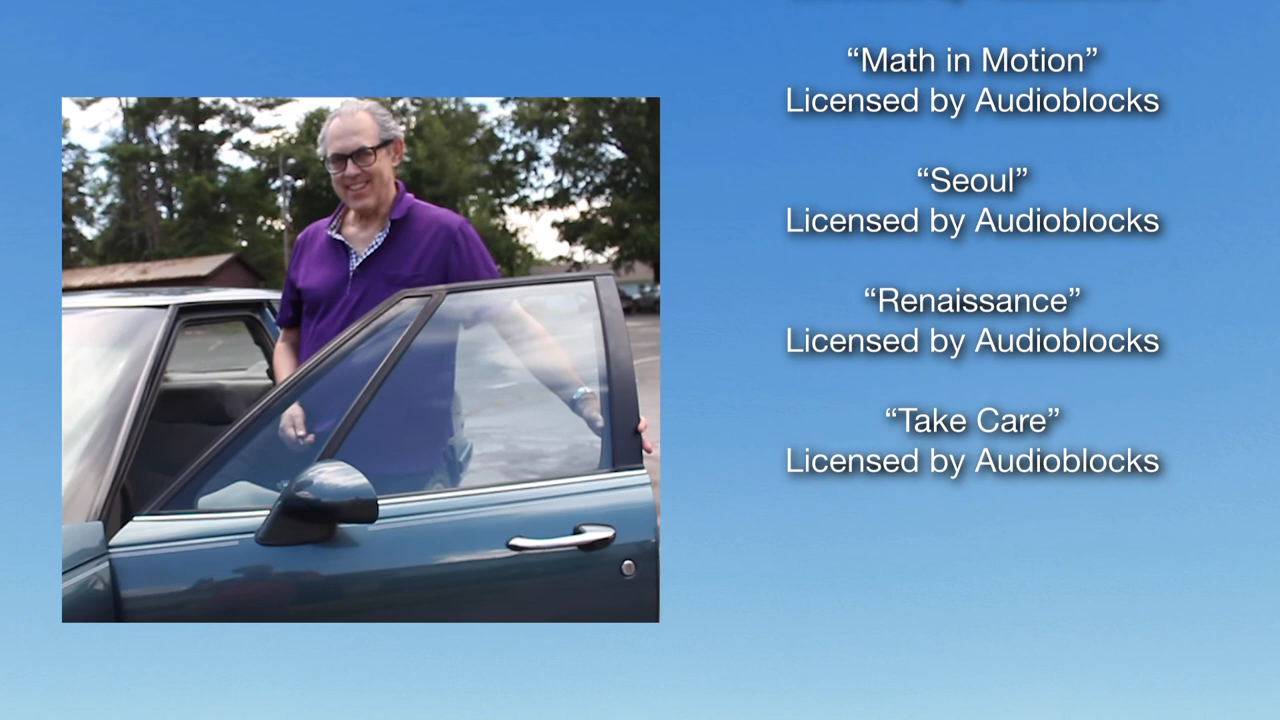 “Math in Motion”
Licensed by Audioblocks
“Seoul”
Licensed by Audioblocks
“Renaissance”
Licensed by Audioblocks
“Take Care”
Licensed by Audioblocks